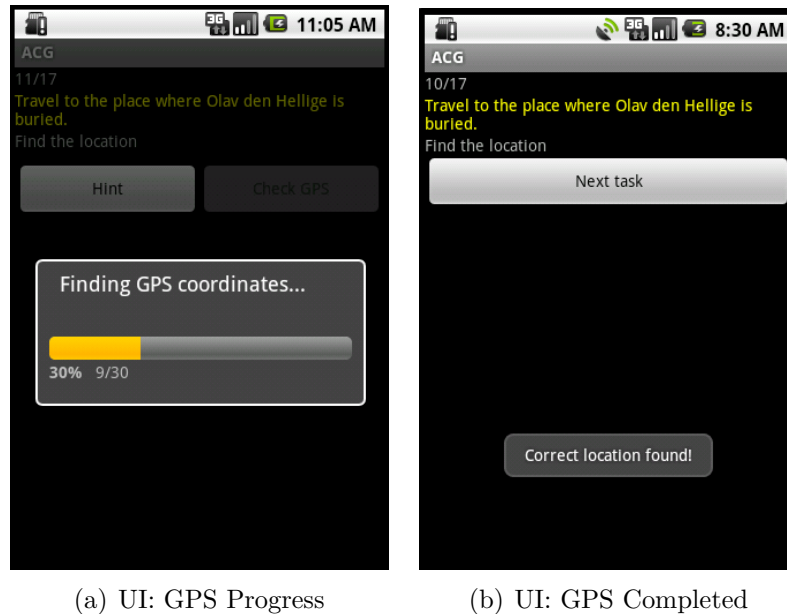 3G 11:05 AM
ACG
11/17
Travel to the place where Olav den Hellige is
buried.
Find the location
Hint Check GPS
Finding GPS coordinates...
30% 9/30
(a) UI: GPS Progress
3G 8:30 AM
ACG
10/17
Travel to the place where Olav den Hellige is
buried.
Find the location
Next task
Correct location found!
(b) UI: GPS Completed